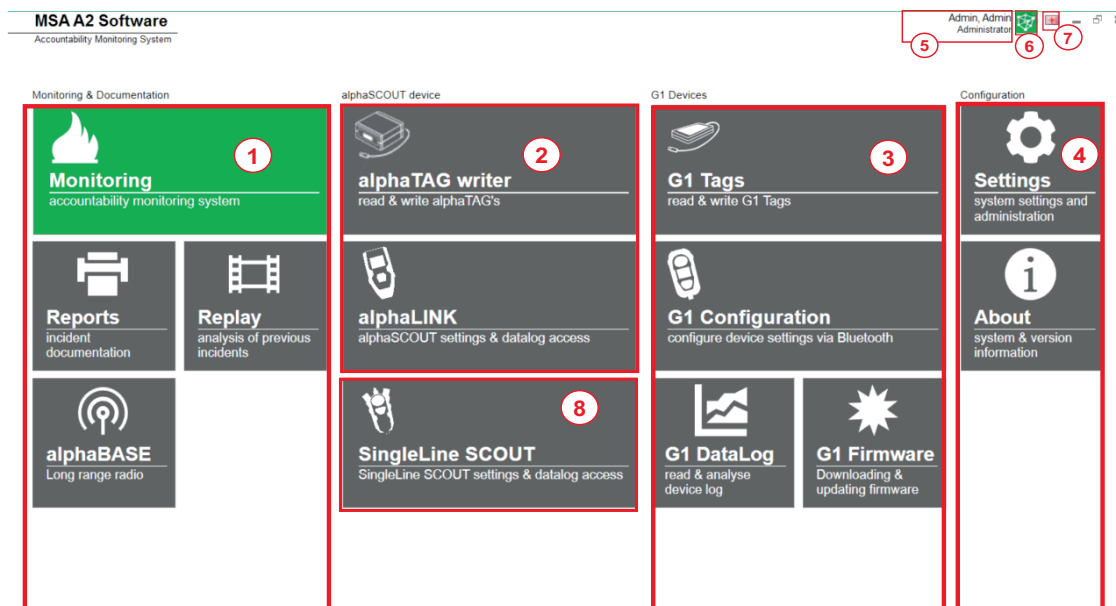 MSA A2 Software
Accountability Monitoring System
Admin, Admin
Administrator
5
6
7
Monitoring & Documentation
1
Monitoring
accountability monitoring system
Reports
incident
documentation
Replay
analysis of previous
incidents
alphaBASE
Long range radio
alphaSCOUT device
2
alphaTAG writer
read & write alphaTAG's
alphaLINK
alphaSCOUT settings & datalog access
8
SingleLine SCOUT
SingleLine SCOUT settings & datalog access
G1 Devices
3
G1 Tags
read & write G1 Tags
G1 Configuration
configure device settings via Bluetooth
G1 DataLog
read & analyse
device log
G1 Firmware
Downloading &
updating firmware
Configuration
4
Settings
system settings and
administration
i
About
system & version
information